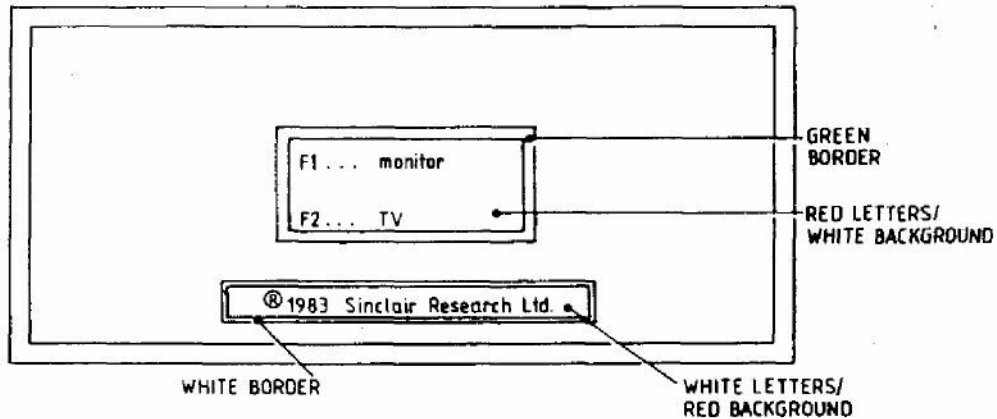 F1... monitor
F2... TV
® 1983 Sinclair Research Ltd.
GREEN
BORDER
RED LETTERS/
WHITE BACKGROUND
WHITE BORDER
WHITE LETTERS/
RED BACKGROUND